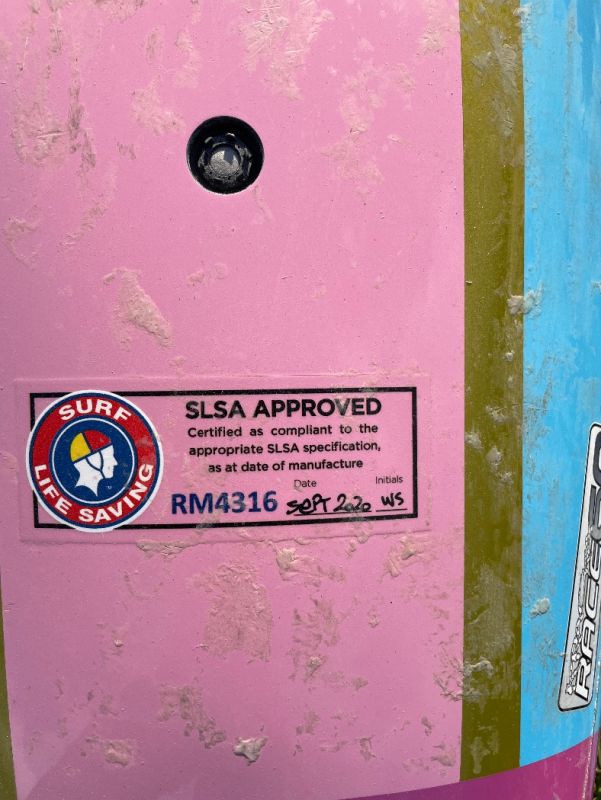 SURF
LIFE SAVING
SLSA APPROVED
Certified as compliant to the
appropriate SLSA specification,
as at date of manufacture
Date
Initials
RM4316 SEPT 2020 WS
RACE